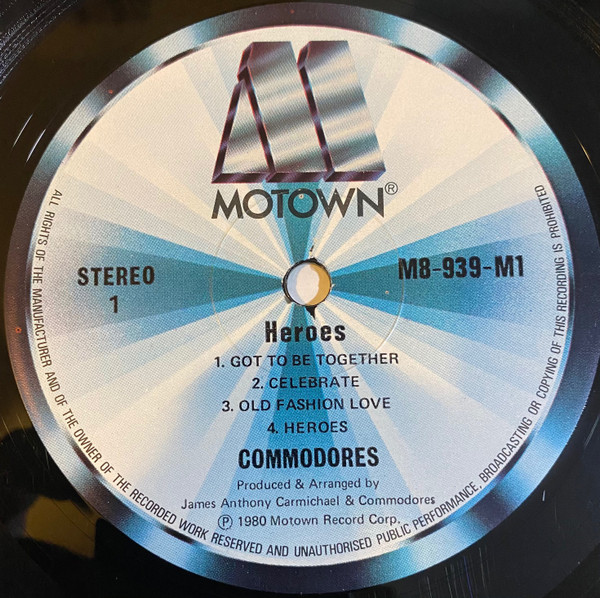 MOTOWN®
STEREO
1
M8-939-M1
Heroes
1. GOT TO BE TOGETHER
2. CELEBRATE
3. OLD FASHION LOVE
4. HEROES
COMMODORES
Produced & Arranged by
James Anthony Carmichael & Commodores
℗ 1980 Motown Record Corp.
ALL RIGHTS OF THE MANUFACTURER AND OF THE OWNER OF THE RECORDED WORK RESERVED AND UNAUTHORISED PUBLIC PERFORMANCE, BROADCASTING OR COPYING OF THIS RECORDING IS PROHIBITED